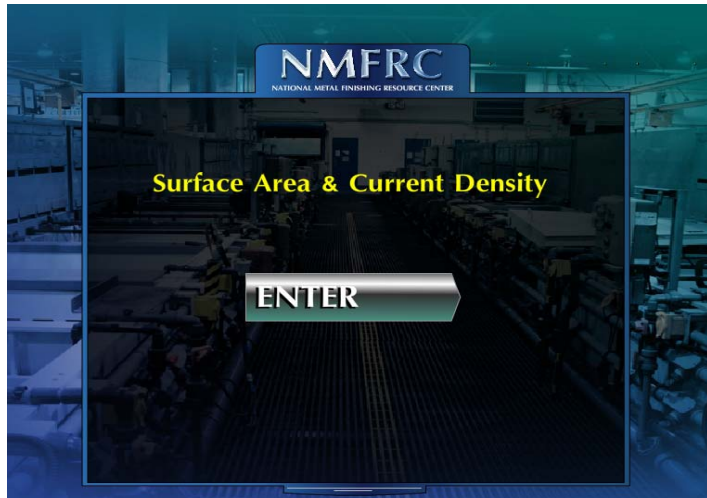 NMFRC
NATIONAL METAL FINISHING RESOURCE CENTER
Surface Area & Current Density
ENTER